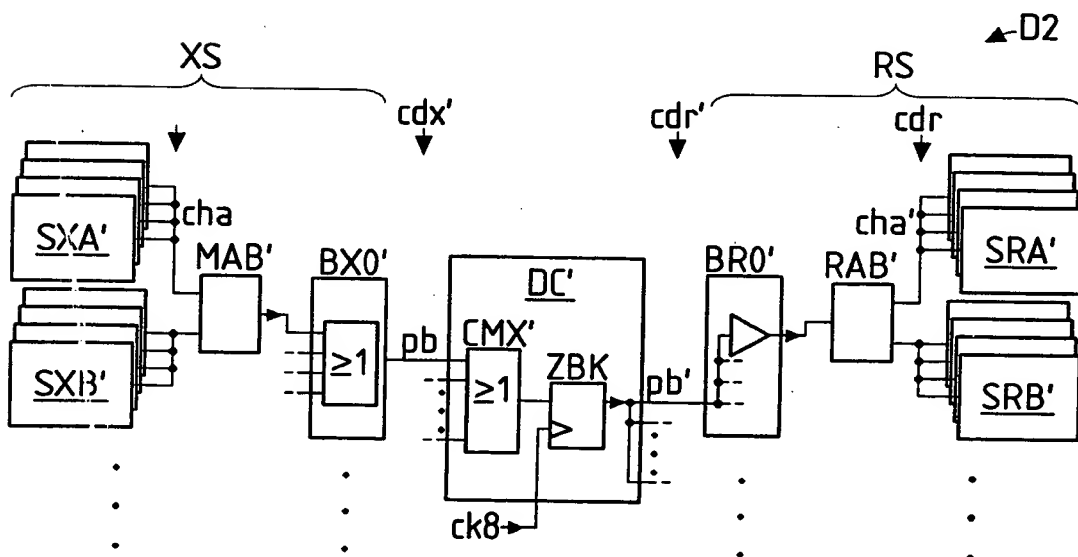 D2
XS
RS
cdx'
cdr'
cdr
cha
cha'
SXA'
SRA'
MAB'
BX0'
DC'
BR0'
RAB'
pb
CMX'
ZBK
pb'
≥1
≥1
SXB'
SRB'
ck8